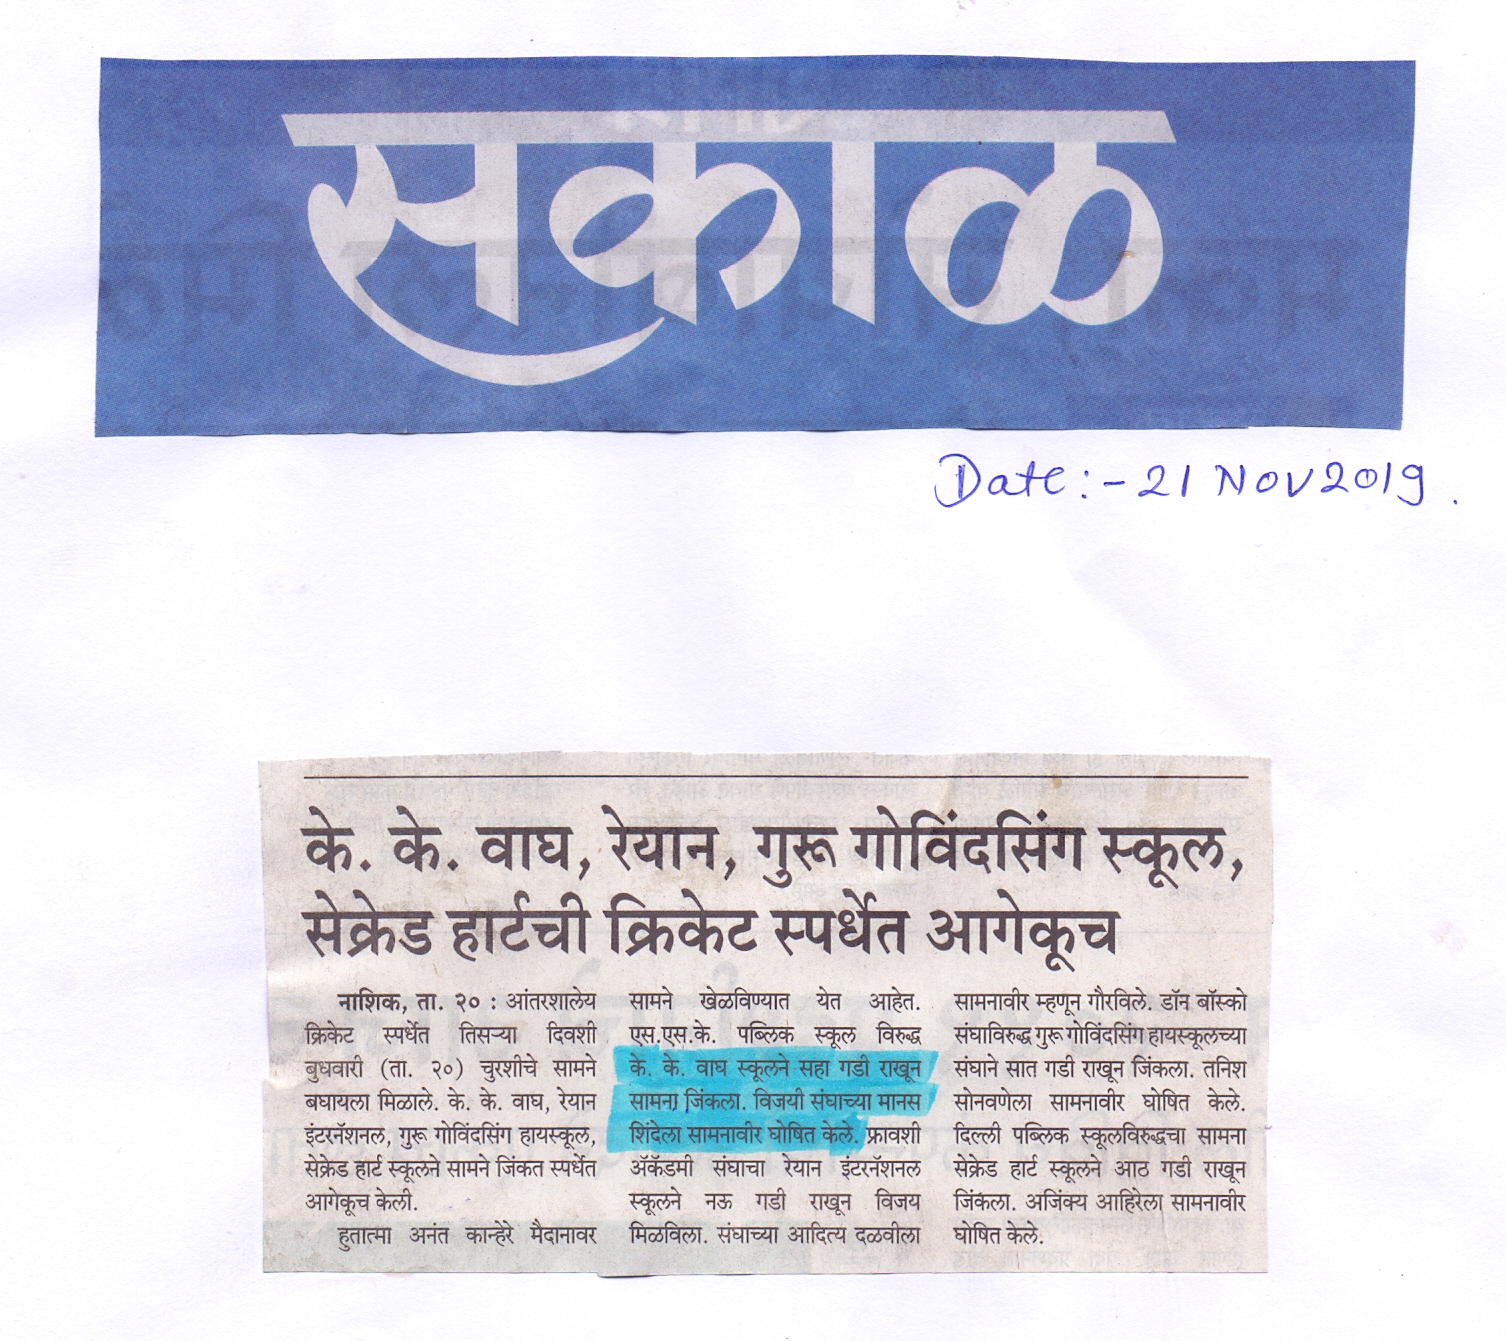 सकाळ
Date:- 21 Nov 2019.
के. के. वाघ, रेयान, गुरू गोविंदसिंग स्कूल,
सेक्रेड हार्टची क्रिकेट स्पर्धेत आगेकूच
नाशिक, ता. २० : आंतरशालेय
क्रिकेट स्पर्धेत तिसऱ्या दिवशी
बुधवारी (ता. २०) चुरशीचे सामने
बघायला मिळाले. के. के. वाघ, रेयान
इंटरनॅशनल, गुरू गोविंदसिंग हायस्कूल,
सेक्रेड हार्ट स्कूलने सामने जिंकत स्पर्धेत
आगेकूच केली.
हुतात्मा अनंत कान्हेरे मैदानावर
सामने खेळविण्यात येत आहेत.
एस.एस.के. पब्लिक स्कूल विरुद्ध
के. के. वाघ स्कूलने सहा गडी राखून
सामना जिंकला. विजयी संघाच्या मानस
शिंदेला सामनावीर घोषित केले. फ्रावशी
ॲकॅडमी संघाचा रेयान इंटरनॅशनल
स्कूलने नऊ गडी राखून विजय
मिळविला. संघाच्या आदित्य दळवीला
सामनावीर म्हणून गौरविले. डॉन बॉस्को
संघाविरुद्ध गुरू गोविंदसिंग हायस्कूलच्या
संघाने सात गडी राखून जिंकला. तनिश
सोनवणेला सामनावीर घोषित केले.
दिल्ली पब्लिक स्कूलविरुद्धचा सामना
सेक्रेड हार्ट स्कूलने आठ गडी राखून
जिंकला. अजिंक्य आहिरेला सामनावीर
घोषित केले.